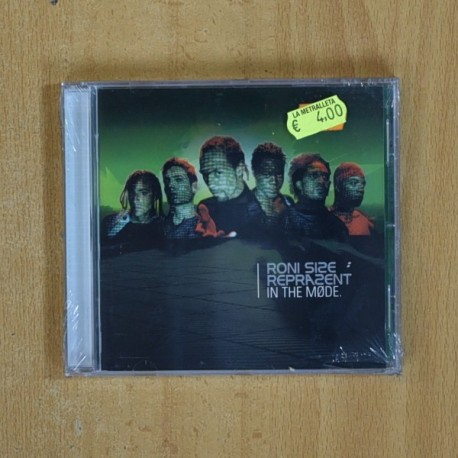 LA METRALLETA
€ 4,00
RONI SIZE
REPRAZENT
IN THE MØDE.